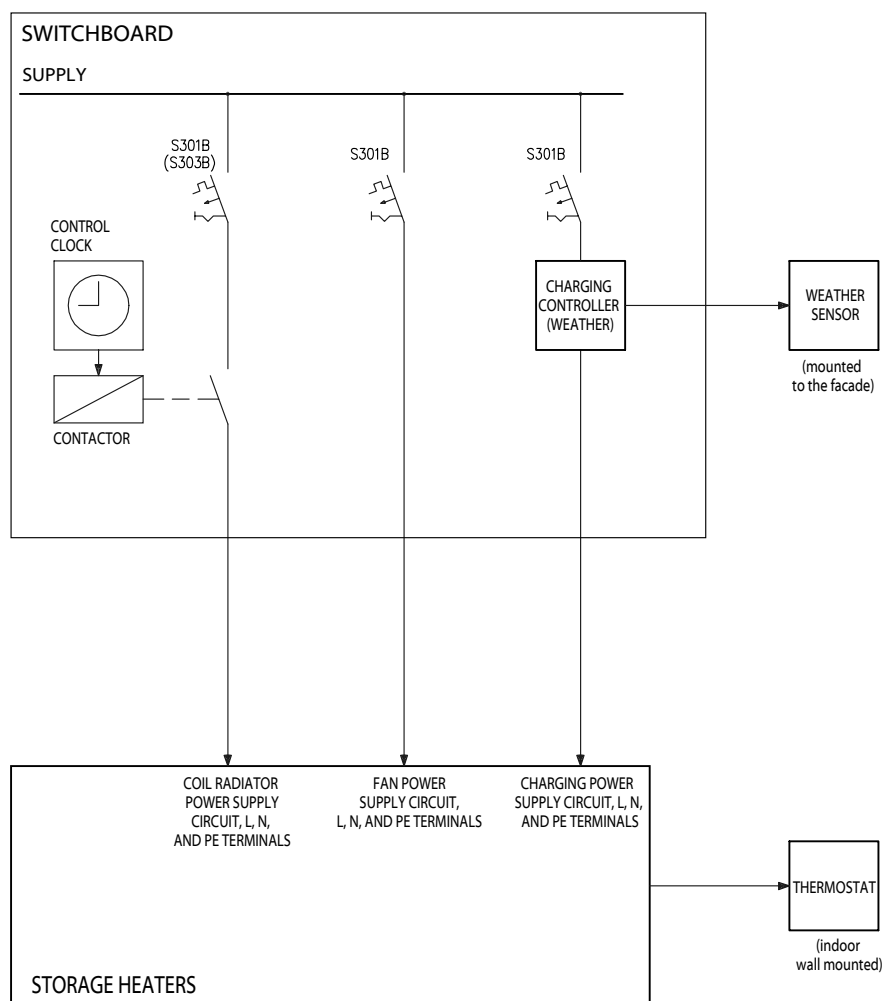 SWITCHBOARD
SUPPLY
S301B
(S303B)
S301B
S301B
CONTROL
CLOCK
CHARGING
CONTROLLER
(WEATHER)
WEATHER
SENSOR
(mounted
to the facade)
CONTACTOR
COIL RADIATOR
POWER SUPPLY
CIRCUIT, L, N,
AND PE TERMINALS
FAN POWER
SUPPLY CIRCUIT,
L, N, AND PE TERMINALS
CHARGING POWER
SUPPLY CIRCUIT, L, N,
AND PE TERMINALS
THERMOSTAT
(indoor
wall mounted)
STORAGE HEATERS